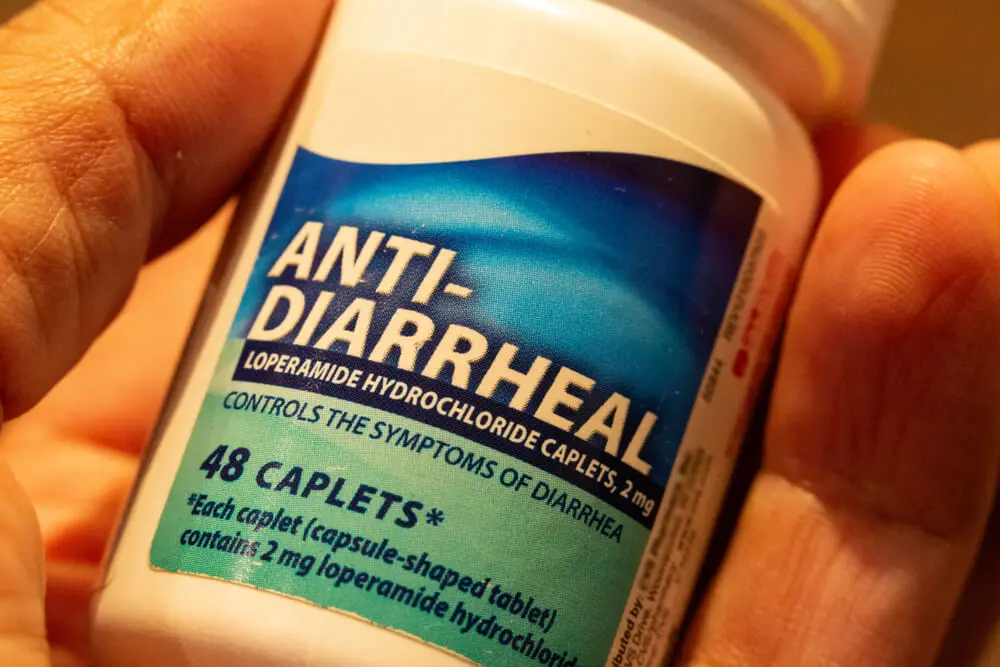 ANTI-
DIARRHEAL
LOPERAMIDE HYDROCHLORIDE CAPLETS, 2 mg
CONTROLS THE SYMPTOMS OF DIARRHEA
48 CAPLETS*
*Each caplet (capsule-shaped tablet)
contains 2 mg loperamide hydrochlorid